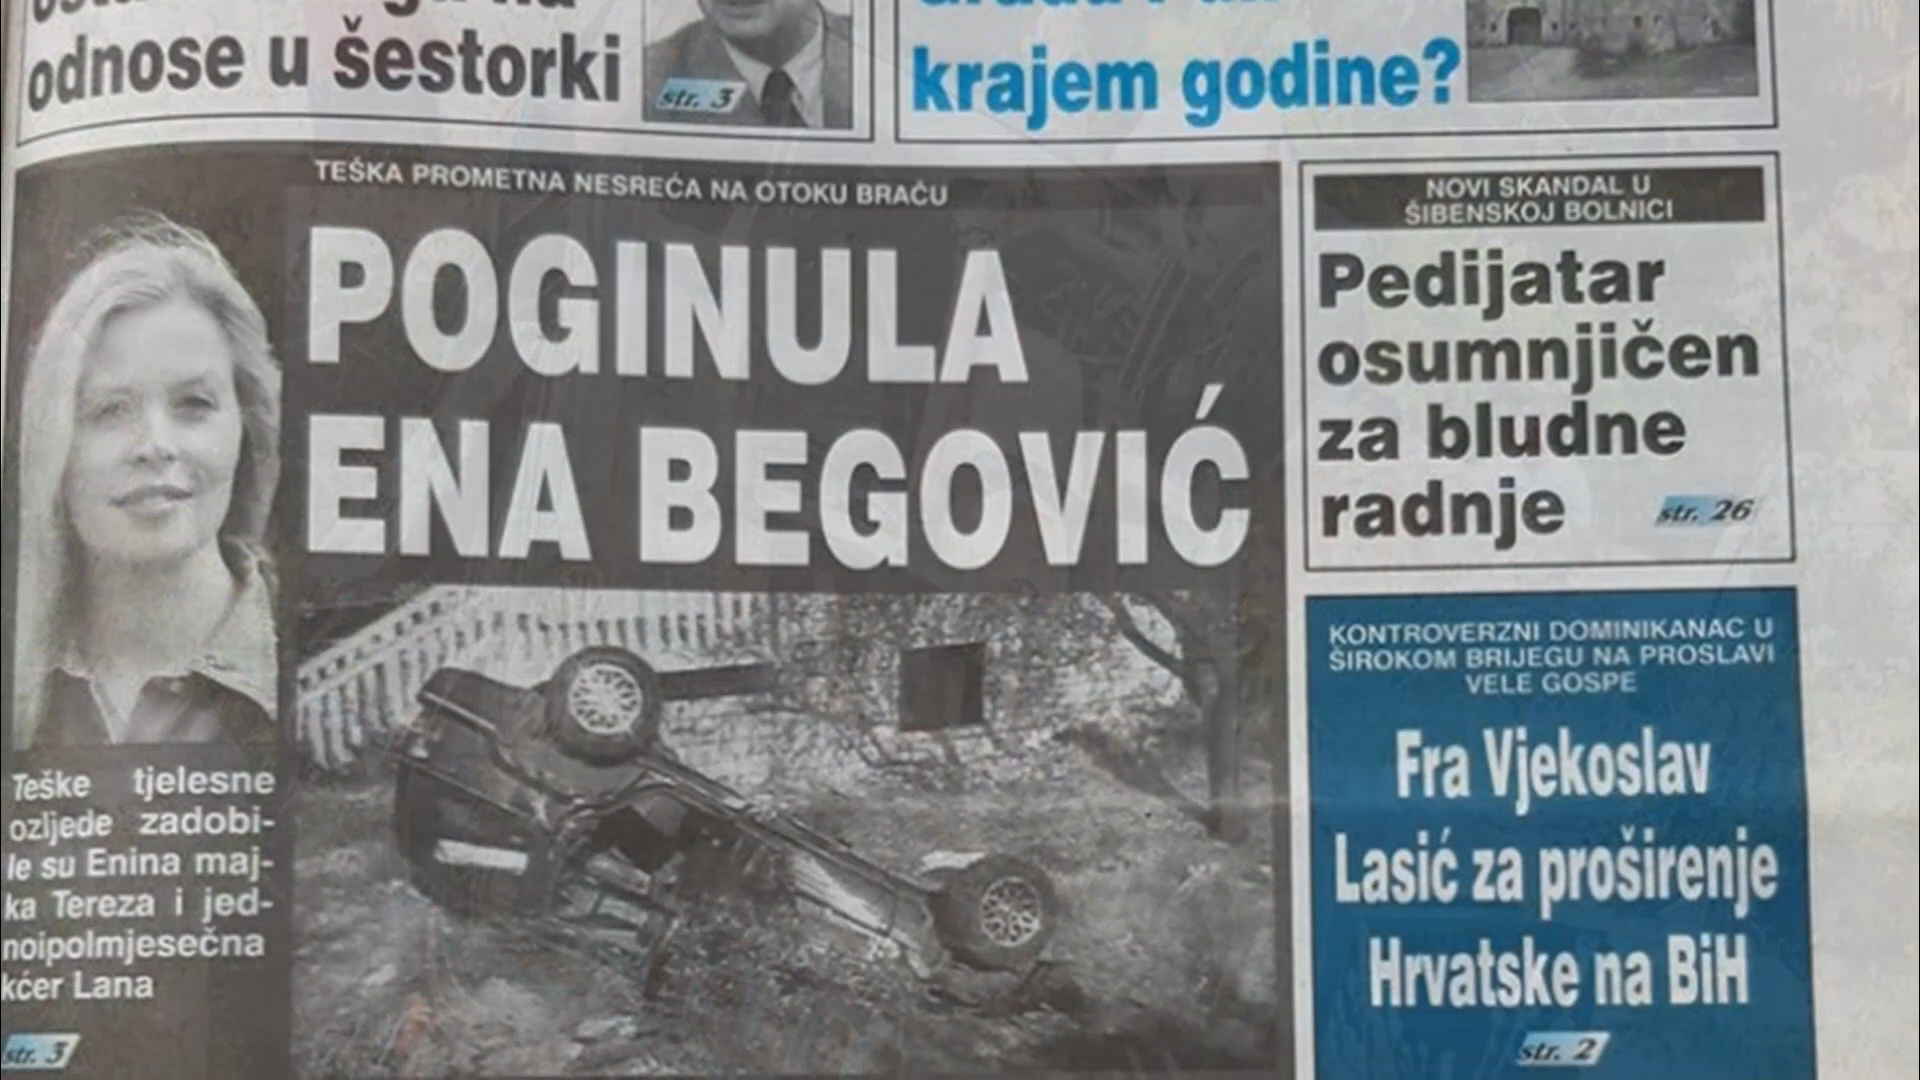 odnose u šestorki
str. 3
krajem godine?
TEŠKA PROMETNA NESREĆA NA OTOKU BRAČU
POGINULA
ENA BEGOVIĆ
Teške tjelesne
ozljede zadobi-
le su Enina maj-
ka Tereza i jed-
noipolmjesečna
kćer Lana
str. 3
NOVI SKANDAL U
ŠIBENSKOJ BOLNICI
Pedijatar
osumnjičen
za bludne
radnje
str. 26
KONTROVERZNI DOMINIKANAC U
ŠIROKOM BRIJEGU NA PROSLAVI
VELE GOSPE
Fra Vjekoslav
Lasić za proširenje
Hrvatske na BiH
str. 2